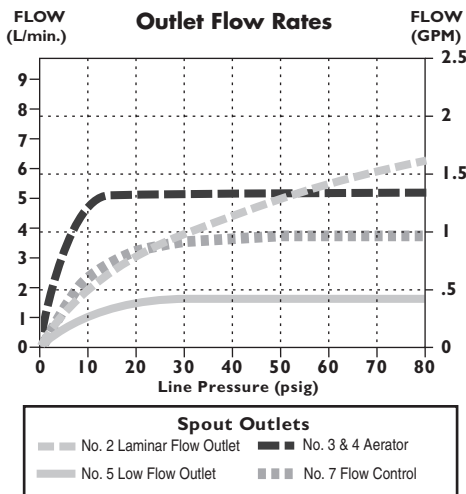 FLOW
(L/min.)
Outlet Flow Rates
FLOW
(GPM)
9
8
7
6
5
4
3
2
1
0
2.5
2
1.5
1
.5
0
0 10 20 30 40 50 60 70 80
Line Pressure (psig)
Spout Outlets
No. 2 Laminar Flow Outlet
No. 3 & 4 Aerator
No. 5 Low Flow Outlet
No. 7 Flow Control